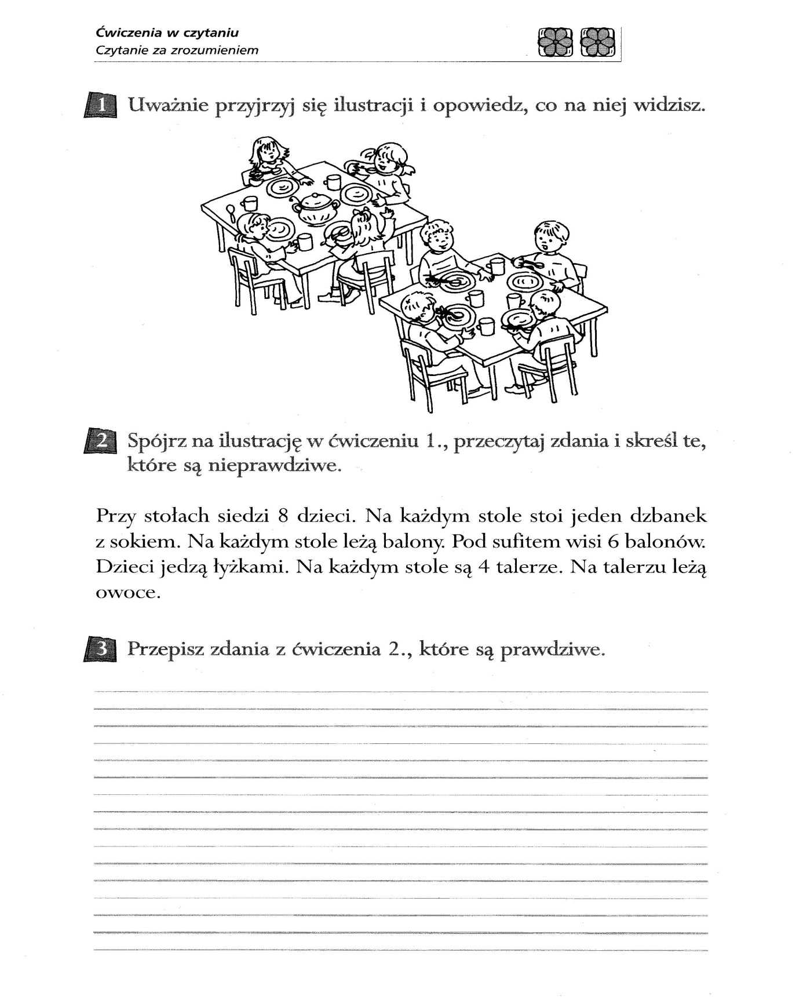 Ćwiczenia w czytaniu
Czytanie za zrozumieniem
1 Uważnie przyjrzyj się ilustracji i opowiedz, co na niej widzisz.
2 Spójrz na ilustrację w ćwiczeniu 1., przeczytaj zdania i skreśl te,
które są nieprawdziwe.
Przy stołach siedzi 8 dzieci. Na każdym stole stoi jeden dzbanek
z sokiem. Na każdym stole leżą balony. Pod sufitem wisi 6 balonów.
Dzieci jedzą łyżkami. Na każdym stole są 4 talerze. Na talerzu leżą
owoce.
3 Przepisz zdania z ćwiczenia 2., które są prawdziwe.